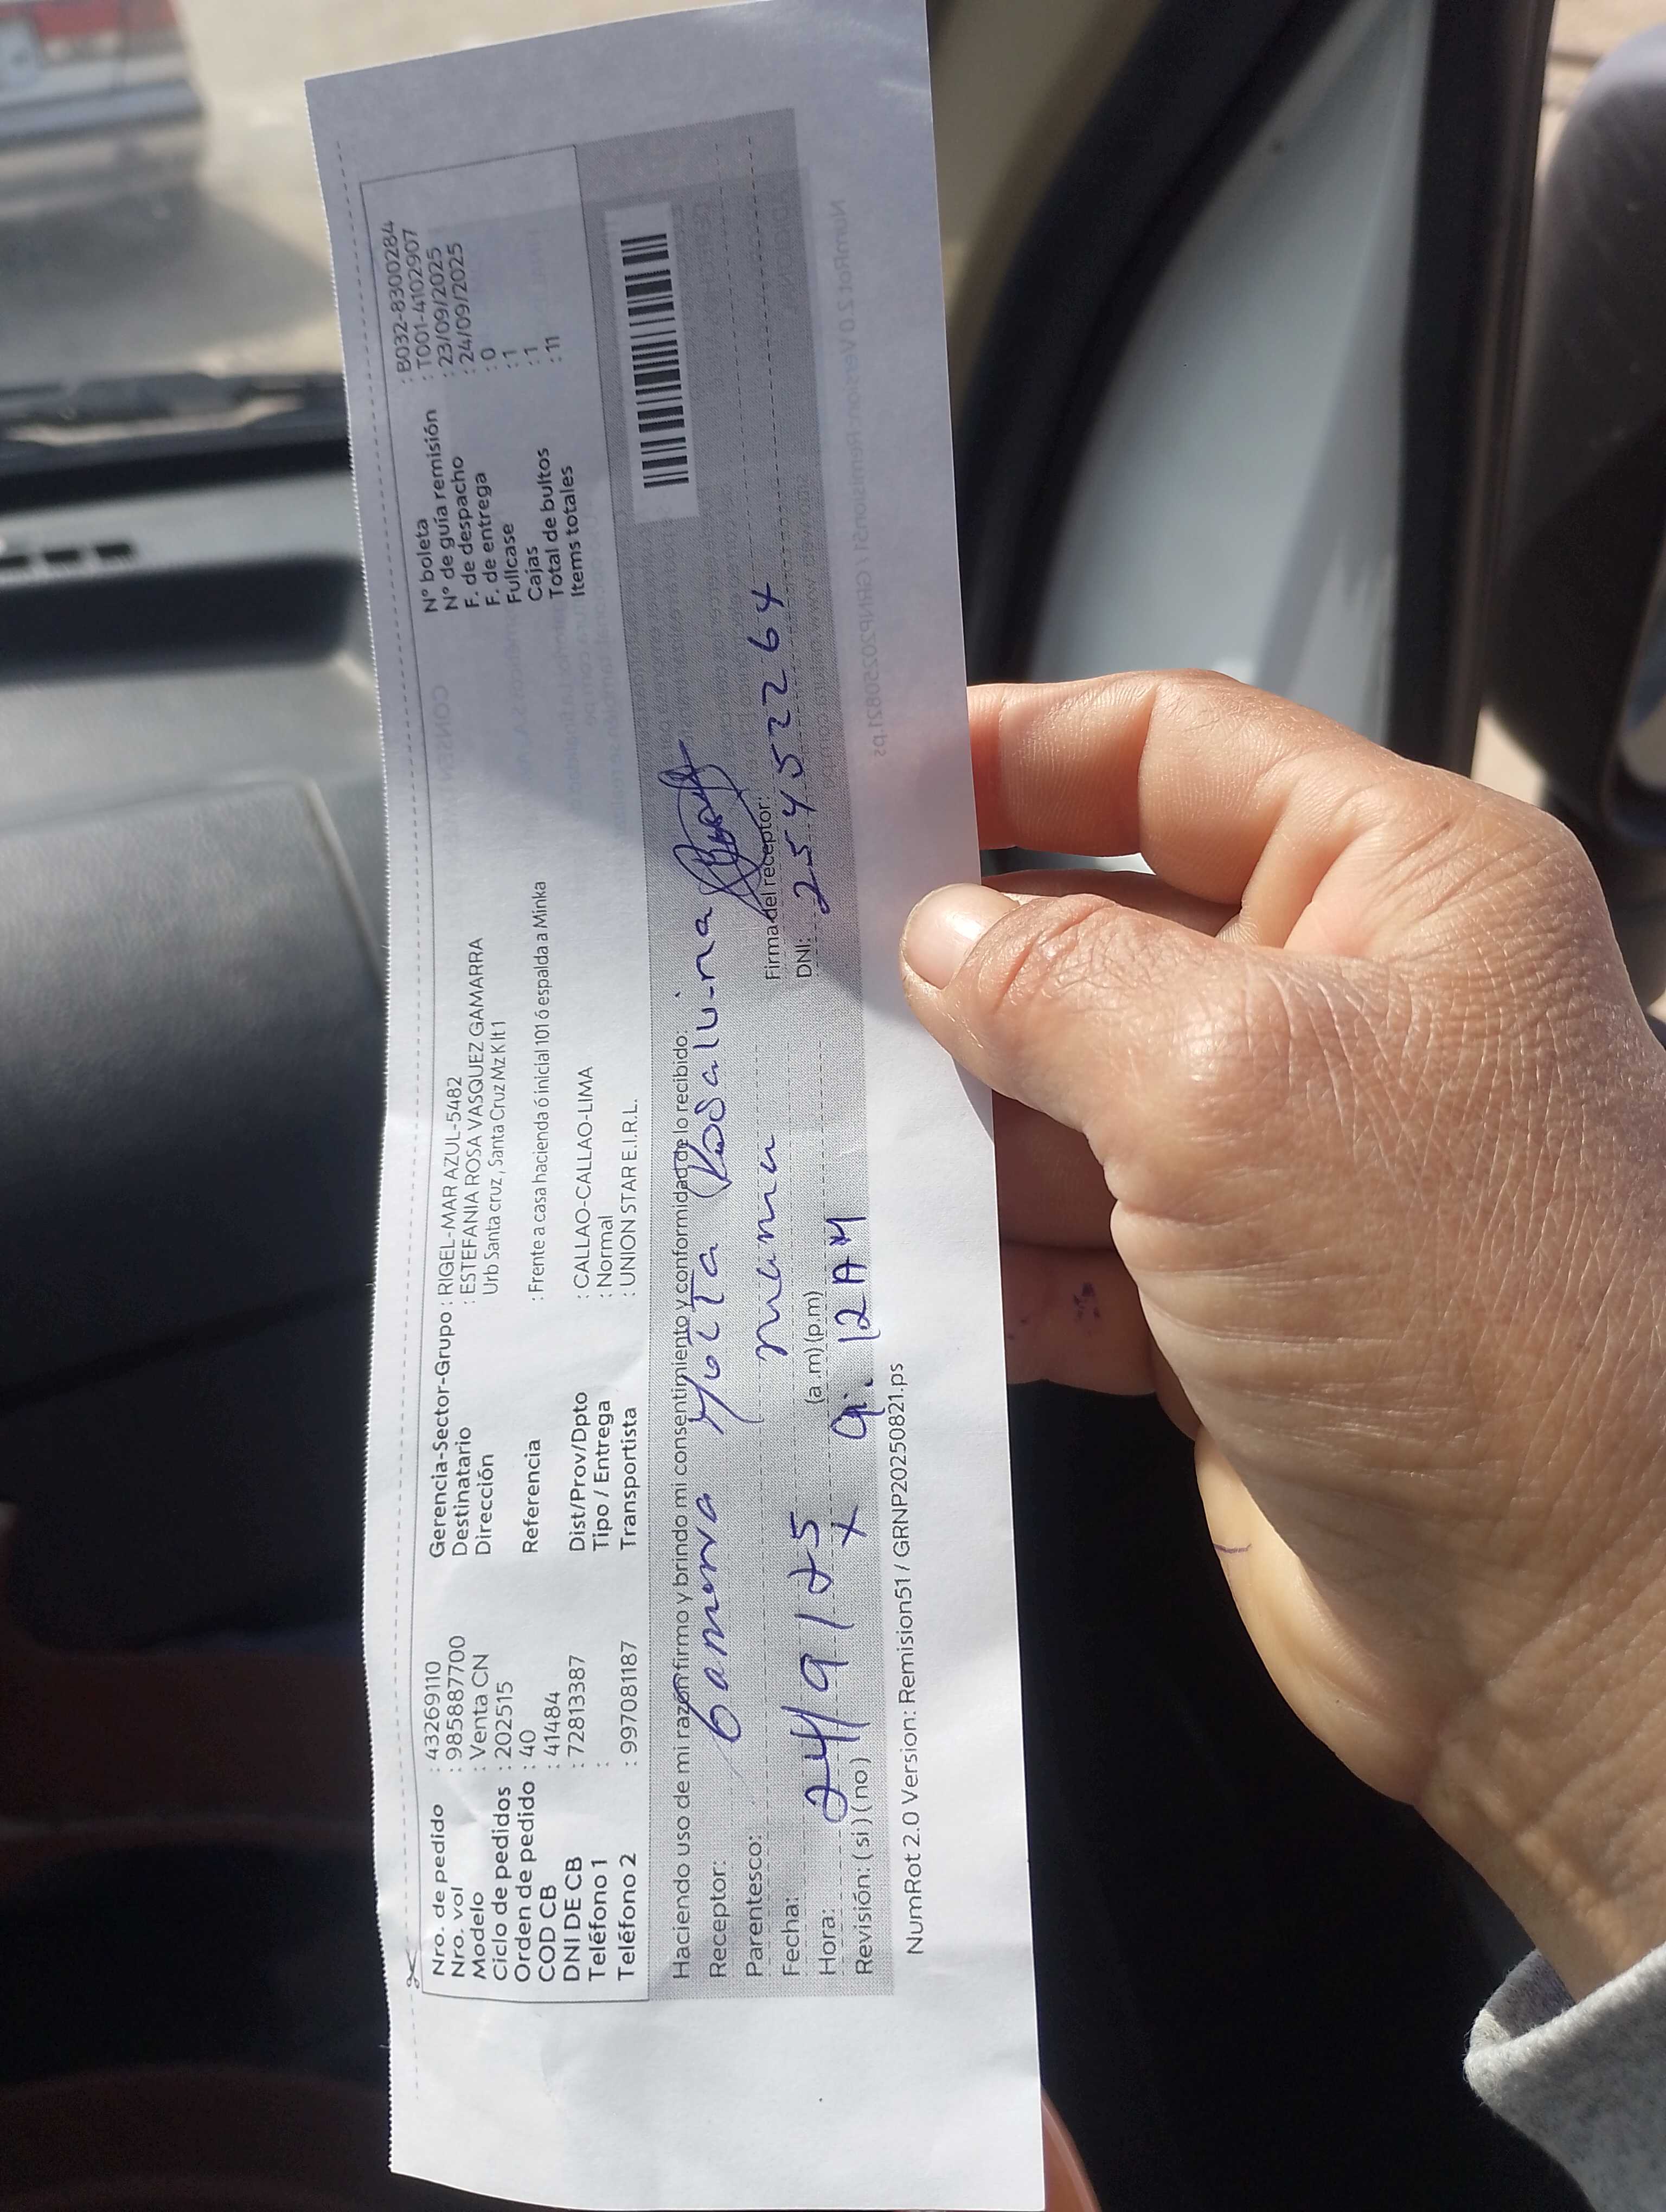 Nro. de pedido : 43269110
Nro. vol : 985887700
Modelo : Venta CN
Ciclo de pedidos : 202515
Orden de pedido : 40
COD CB : 41484
DNI DE CB : 72813387
Teléfono 1 :
Teléfono 2 : 997081187
Gerencia-Sector-Grupo : RIGEL-MAR AZUL-5482
Destinatario : ESTEFANIA ROSA VASQUEZ GAMARRA
Dirección Urb Santa cruz , Santa Cruz Mz K lt 1
Referencia : Frente a casa hacienda ó inicial 101 ó espalda a Minka
Dist/Prov/Dpto : CALLAO-CALLAO-LIMA
Tipo / Entrega : Normal
Transportista : UNION STAR E.I.R.L.
N° boleta : B032-8300284
N° de guía remisión : T001-4102907
F. de despacho : 23/09/2025
F. de entrega : 24/09/2025
Fullcase : 0
Cajas : 1
Total de bultos : 1
Items totales : 11
Haciendo uso de mi razón firmo y brindo mi consentimiento y conformidad de lo recibido:
Receptor: Gamarra Rosalina
Parentesco: mama
Firma del receptor:
Fecha: 24/9/25
DNI: 25452264
Hora: (a.m) (p.m) 9:12 AM
Revisión: ( si ) ( no ) x
NumRot 2.0 Version: Remision51 / GRNP20250821.ps